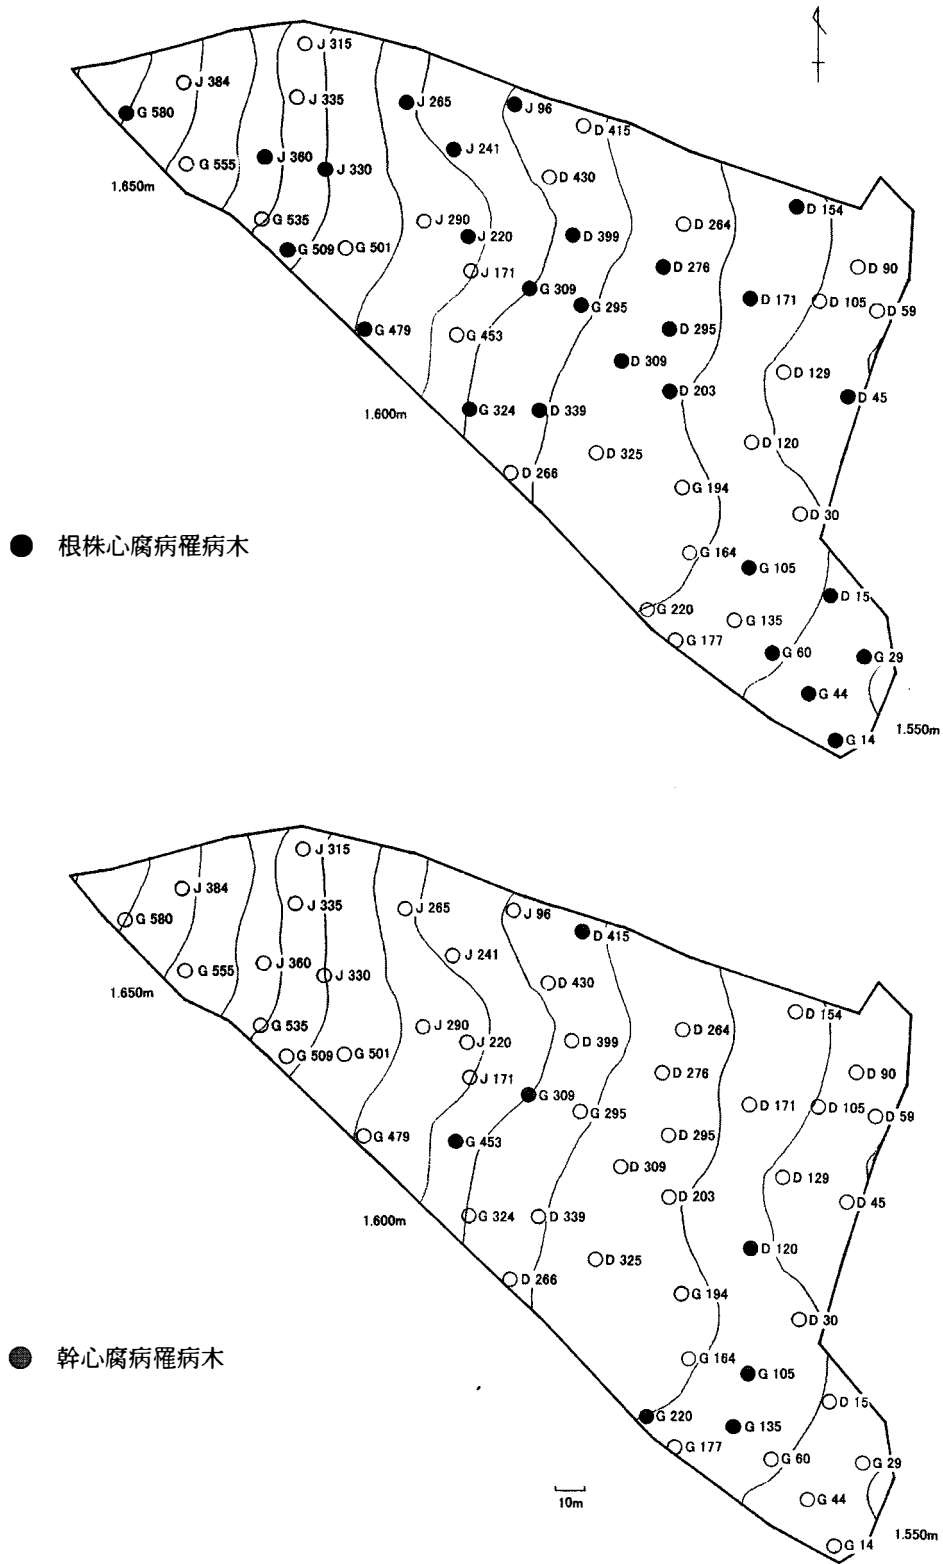 J 315
J 384
J 335
J 265
J 96
G 580
D 415
J 241
J 360
G 555
J 330
D 430
1.650m
D 154
G 535
J 290
D 264
J 220
D 399
G 509
G 501
J 171
D 276
D 90
G 309
D 171
D 105
G 295
D 59
G 479
G 453
D 295
D 309
D 129
D 203
D 45
G 324
D 339
1.600m
D 120
D 325
D 266
G 194
D 30
● 根株心腐病罹病木
G 164
G 105
D 15
G 220
G 135
G 177
G 60
G 29
G 44
1.550m
G 14
J 315
J 384
J 335
J 265
J 96
G 580
D 415
J 241
J 360
G 555
J 330
D 430
1.650m
D 154
G 535
J 290
D 264
J 220
D 399
G 509
G 501
J 171
D 276
D 90
G 309
D 171
D 105
G 295
D 59
G 479
G 453
D 295
D 309
D 129
D 203
D 45
G 324
D 339
1.600m
D 120
D 325
D 266
G 194
D 30
● 幹心腐病罹病木
G 164
G 105
D 15
G 220
G 135
G 177
G 60
G 29
10m
G 44
1.550m
G 14